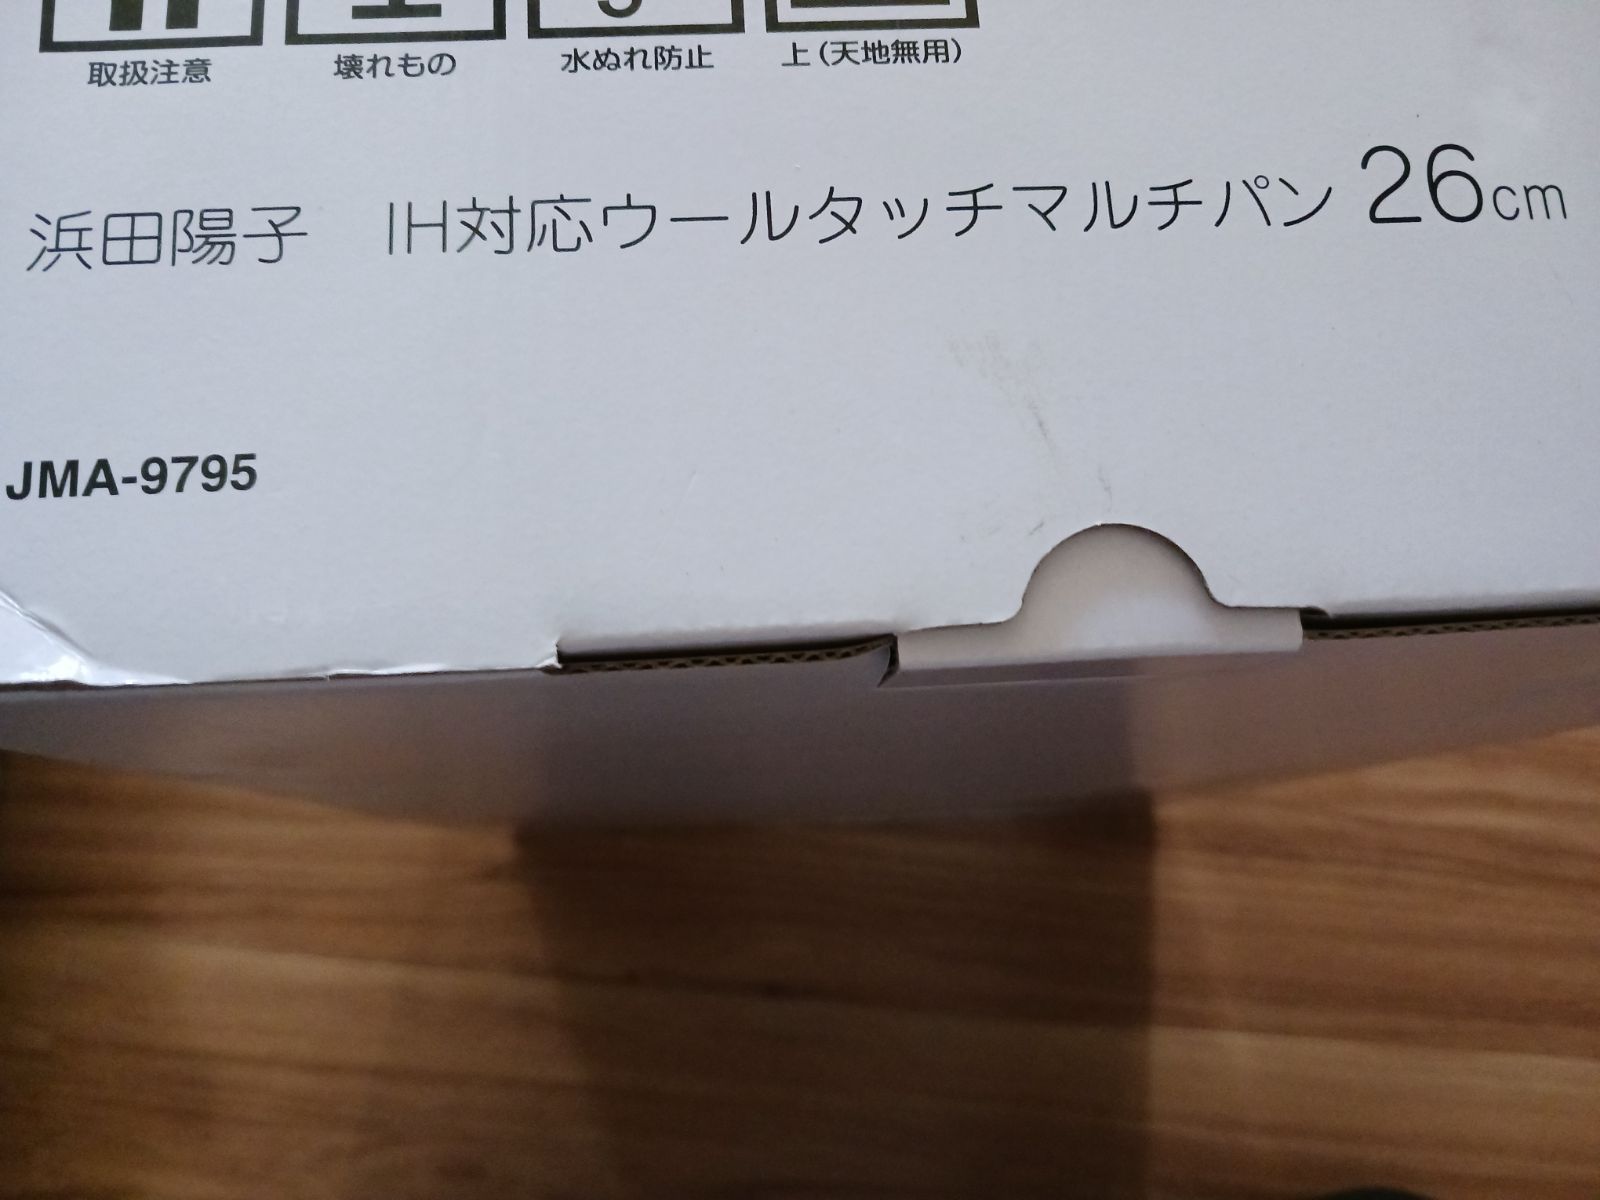 取扱注意 壊れもの 水ぬれ防止 上(天地無用)
浜田陽子 IH対応ウールタッチマルチパン 26cm
JMA-9795